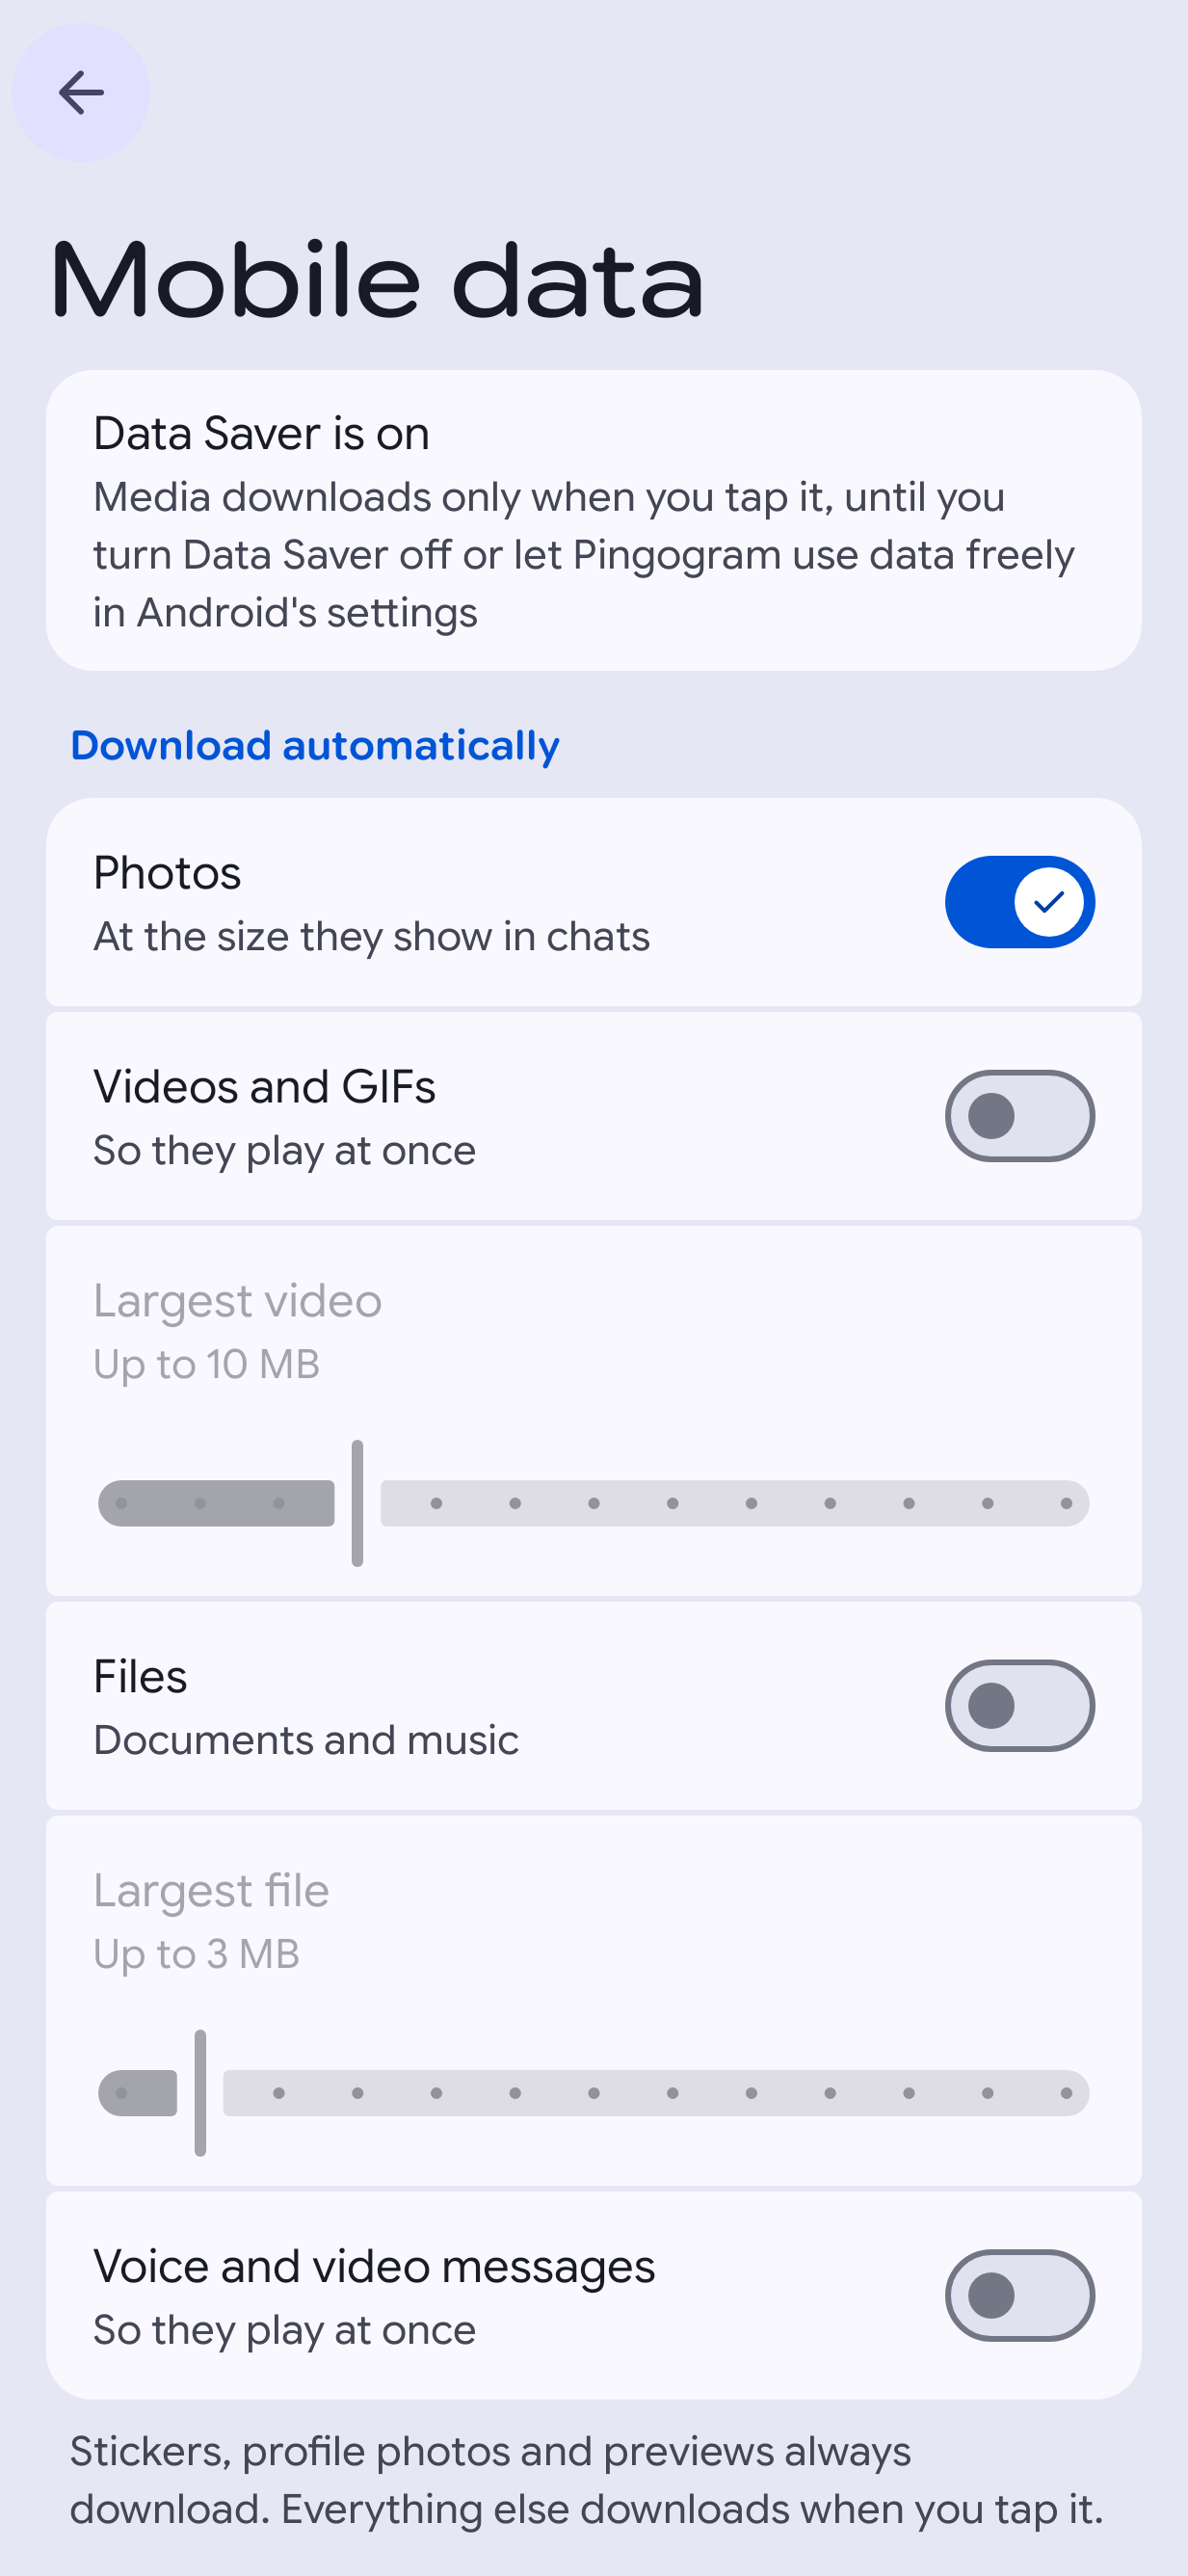 Mobile data
Data Saver is on
Media downloads only when you tap it, until you
turn Data Saver off or let Pingogram use data freely
in Android's settings
Download automatically
Photos
At the size they show in chats
Videos and GIFs
So they play at once
Largest video
Up to 10 MB
Files
Documents and music
Largest file
Up to 3 MB
Voice and video messages
So they play at once
Stickers, profile photos and previews always
download. Everything else downloads when you tap it.